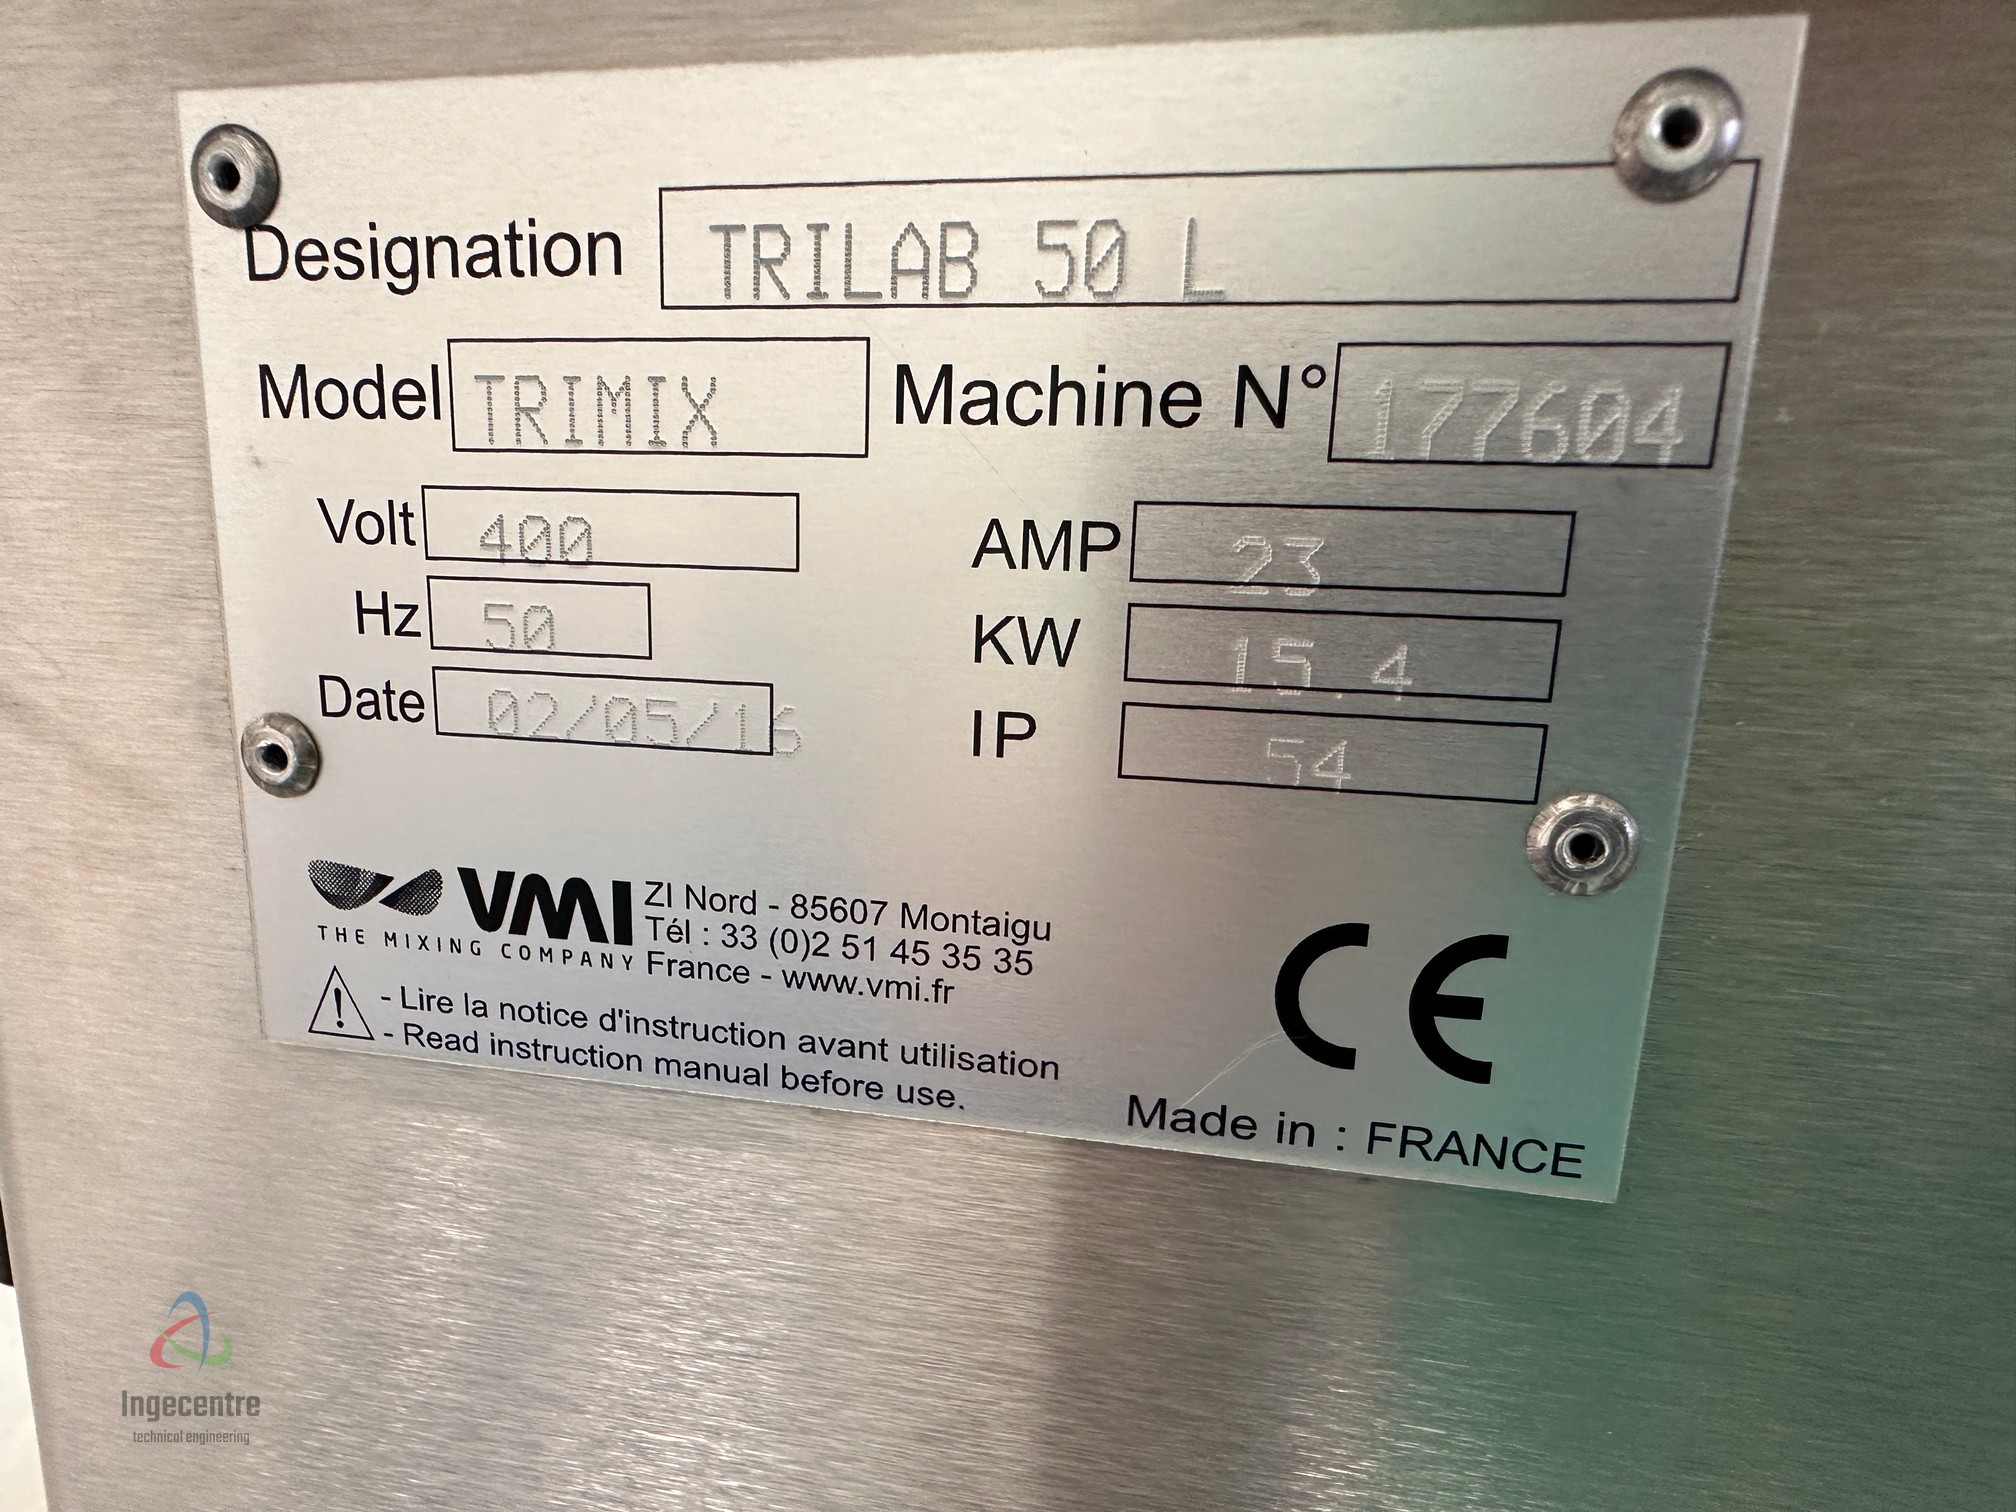 Designation TRILAB 50 L
Model TRIMIX Machine N° 177604
Volt 400 AMP 23
Hz 50 KW 15.4
Date 02/05/16 IP 54
VMI
THE MIXING COMPANY
ZI Nord - 85607 Montaigu
Tél : 33 (0)2 51 45 35 35
France - www.vmi.fr
- Lire la notice d'instruction avant utilisation
- Read instruction manual before use.
CE
Made in : FRANCE
Ingecentre
technical engineering